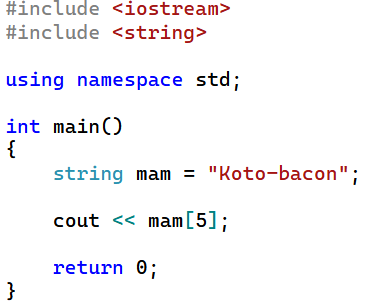 #include <iostream>
#include <string>

using namespace std;

int main()
{
    string mam = "Koto-bacon";

    cout << mam[5];

    return 0;
}